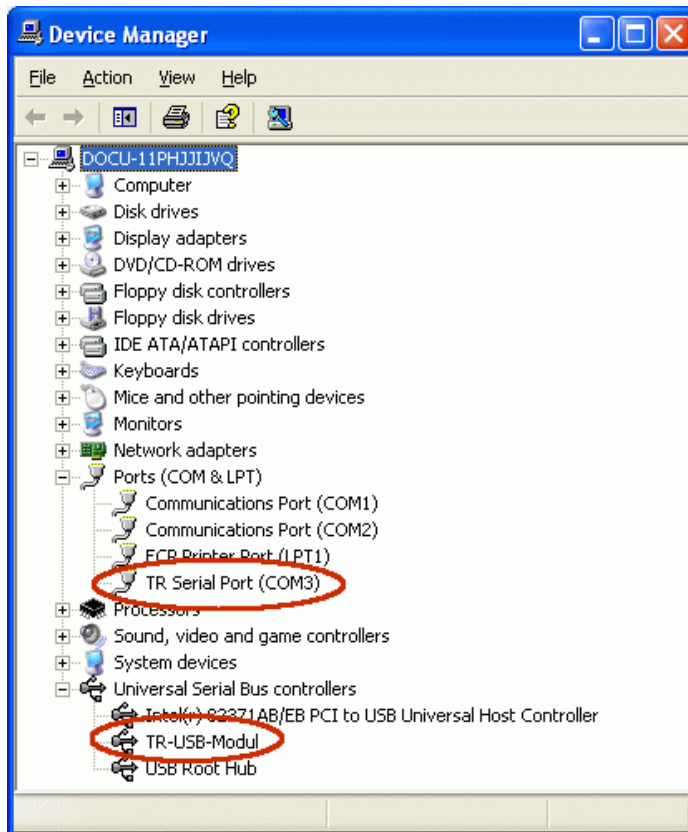 Device Manager
File Action View Help
DOCU-11PHJJIJVQ
Computer
Disk drives
Display adapters
DVD/CD-ROM drives
Floppy disk controllers
Floppy disk drives
IDE ATA/ATAPI controllers
Keyboards
Mice and other pointing devices
Monitors
Network adapters
Ports (COM & LPT)
Communications Port (COM1)
Communications Port (COM2)
ECP Printer Port (LPT1)
TR Serial Port (COM3)
Processors
Sound, video and game controllers
System devices
Universal Serial Bus controllers
Intel(r) 82371AB/EB PCI to USB Universal Host Controller
TR-USB-Modul
USB Root Hub